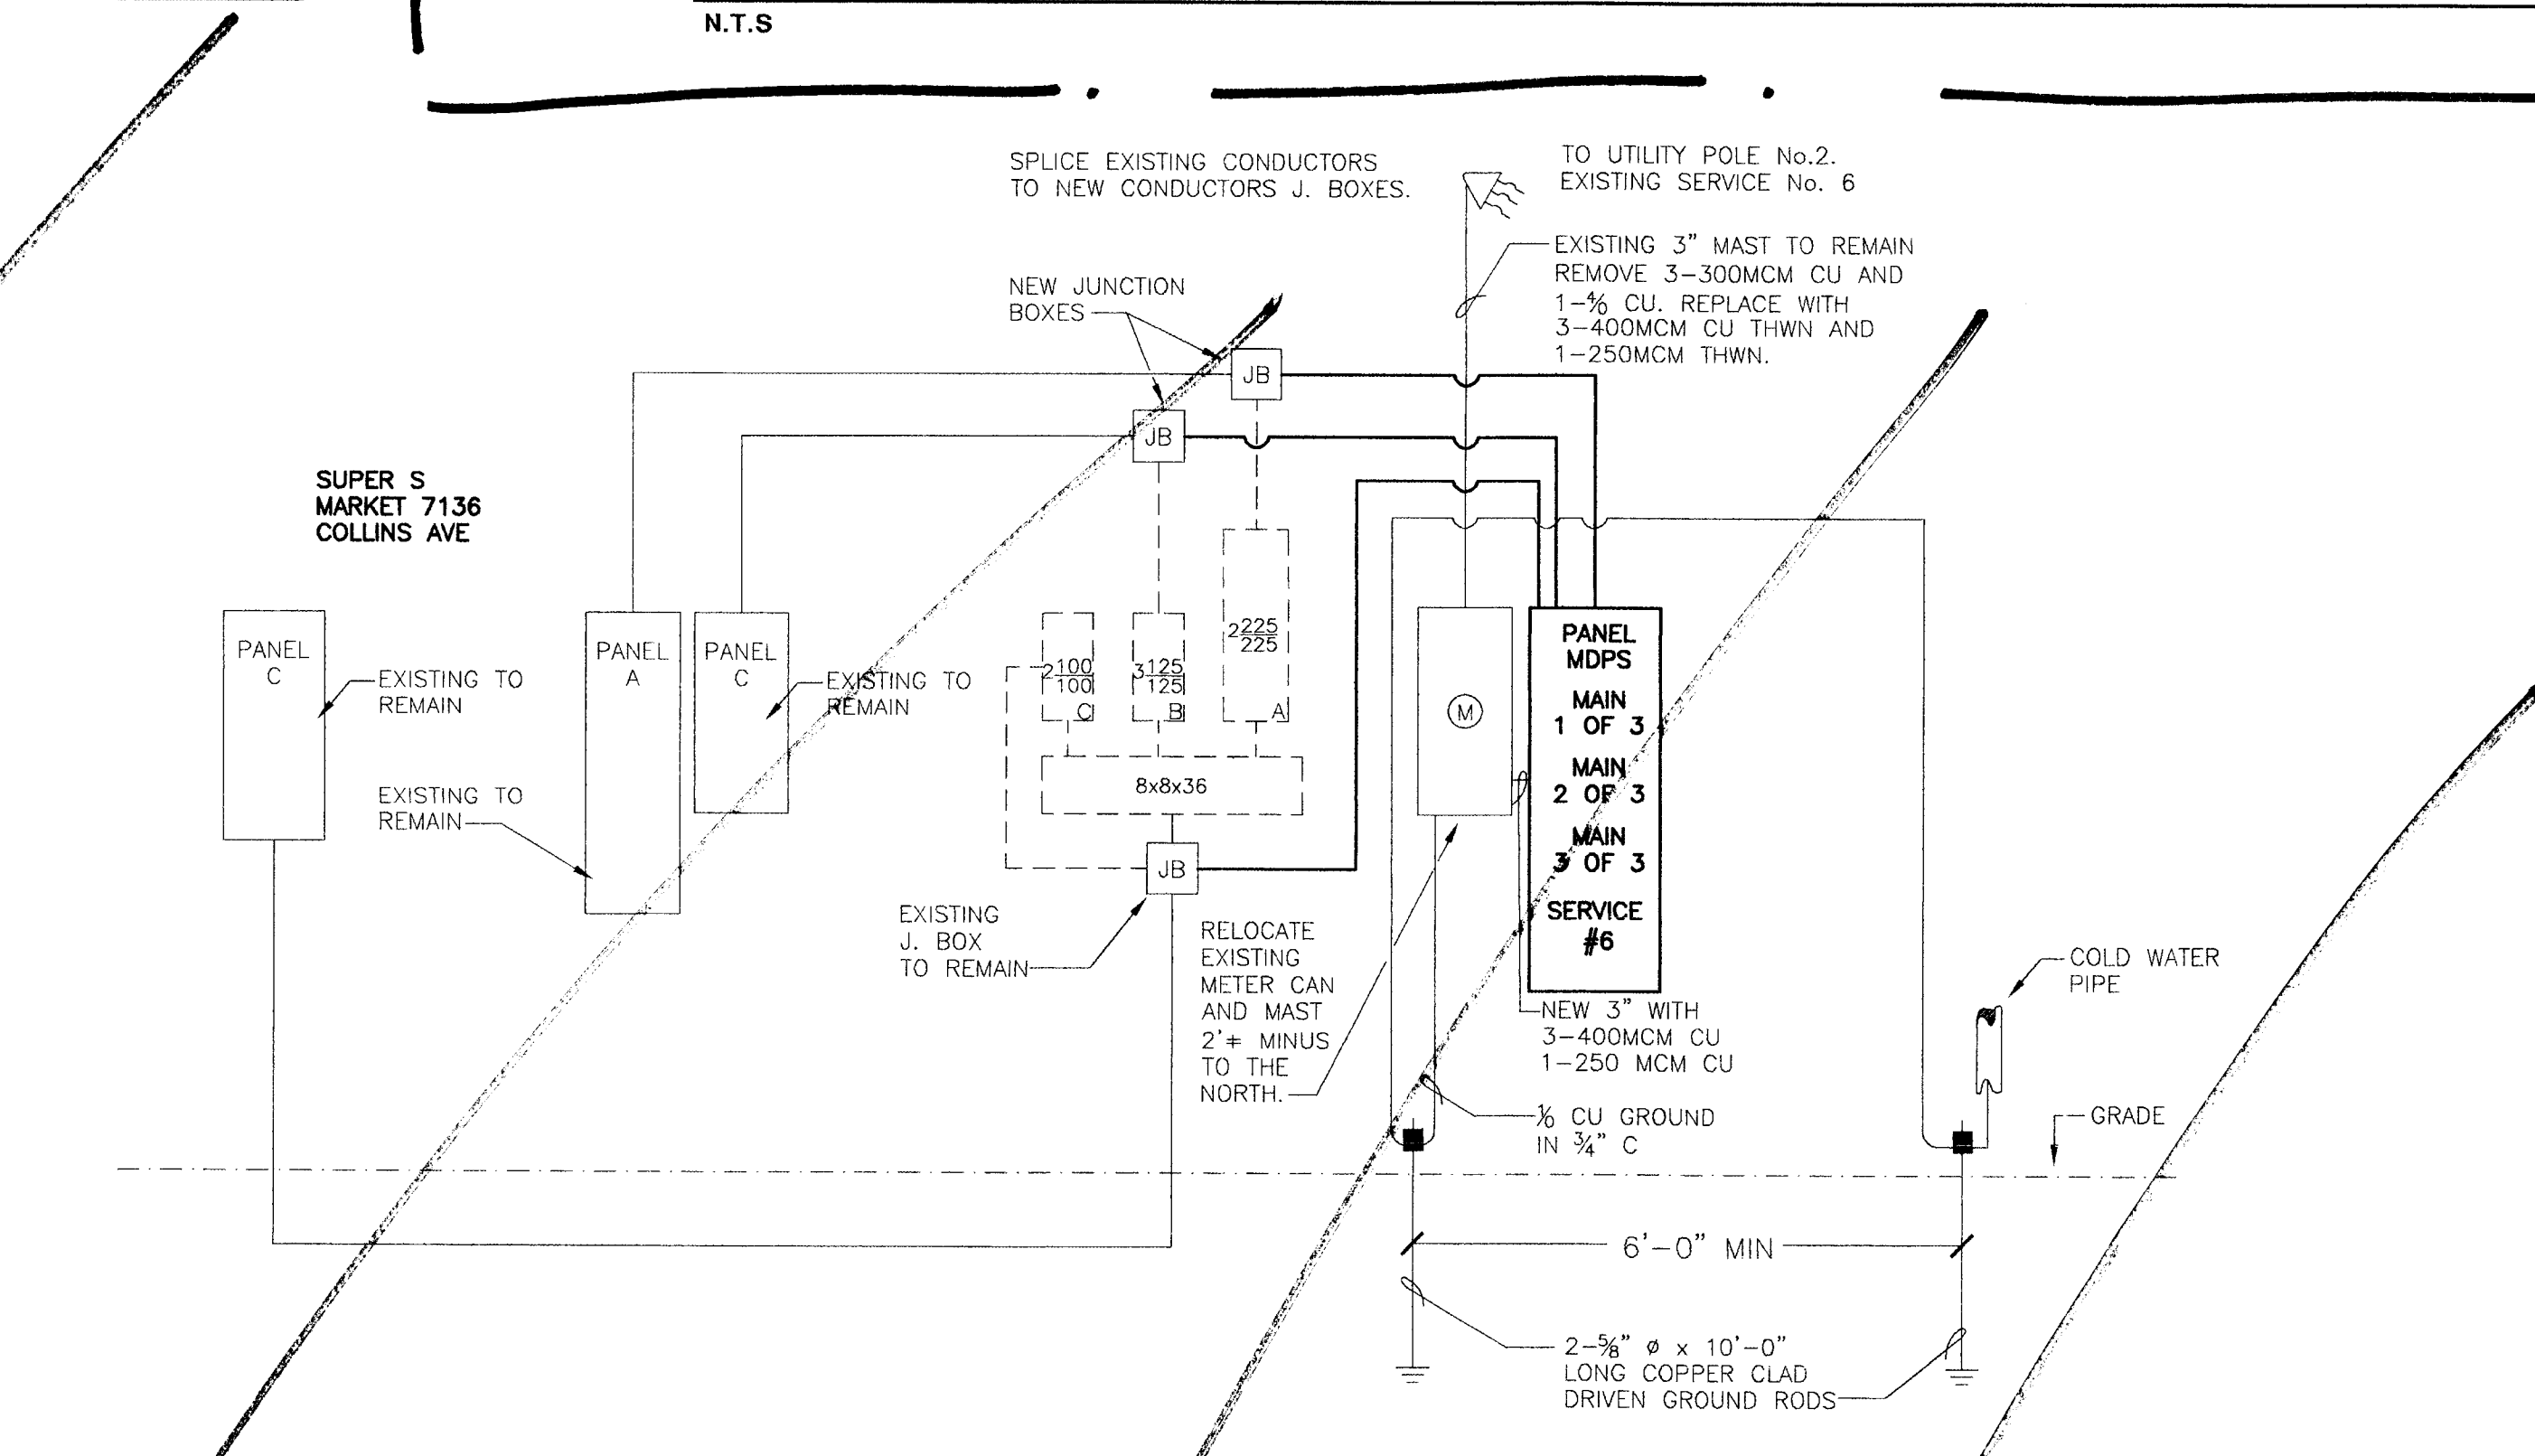 N.T.S
SPLICE EXISTING CONDUCTORS
TO NEW CONDUCTORS J. BOXES.
TO UTILITY POLE No.2.
EXISTING SERVICE No. 6
EXISTING 3" MAST TO REMAIN
REMOVE 3-300MCM CU AND
1-4/0 CU. REPLACE WITH
3-400MCM CU THWN AND
1-250MCM THWN.
NEW JUNCTION
BOXES
JB
JB
SUPER S
MARKET 7136
COLLINS AVE
PANEL
C
EXISTING TO
REMAIN
PANEL
A
EXISTING TO
REMAIN
PANEL
C
EXISTING TO
REMAIN
2 100/100
C
3 125/125
B
2 225/225
A
8x8x36
JB
EXISTING
J. BOX
TO REMAIN
M
PANEL
MDPS
MAIN
1 OF 3
MAIN
2 OF 3
MAIN
3 OF 3
SERVICE
#6
RELOCATE
EXISTING
METER CAN
AND MAST
2'± MINUS
TO THE
NORTH.
NEW 3" WITH
3-400MCM CU
1-250 MCM CU
1/0 CU GROUND
IN 3/4" C
COLD WATER
PIPE
GRADE
6'-0" MIN
2-5/8" ø x 10'-0"
LONG COPPER CLAD
DRIVEN GROUND RODS